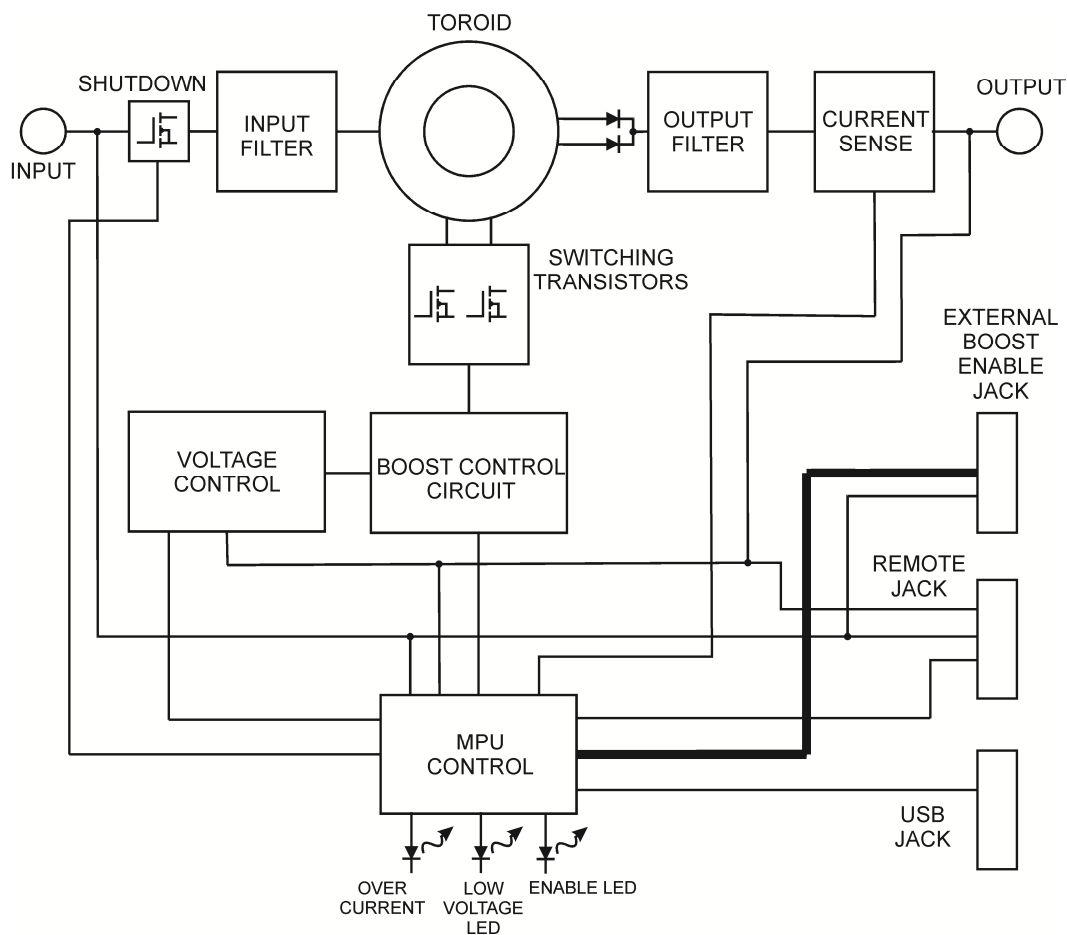 TOROID
SHUTDOWN
INPUT
INPUT
FILTER
OUTPUT
FILTER
CURRENT
SENSE
OUTPUT
SWITCHING
TRANSISTORS
EXTERNAL
BOOST
ENABLE
JACK
VOLTAGE
CONTROL
BOOST CONTROL
CIRCUIT
REMOTE
JACK
MPU
CONTROL
USB
JACK
OVER
CURRENT
LOW
VOLTAGE
LED
ENABLE LED